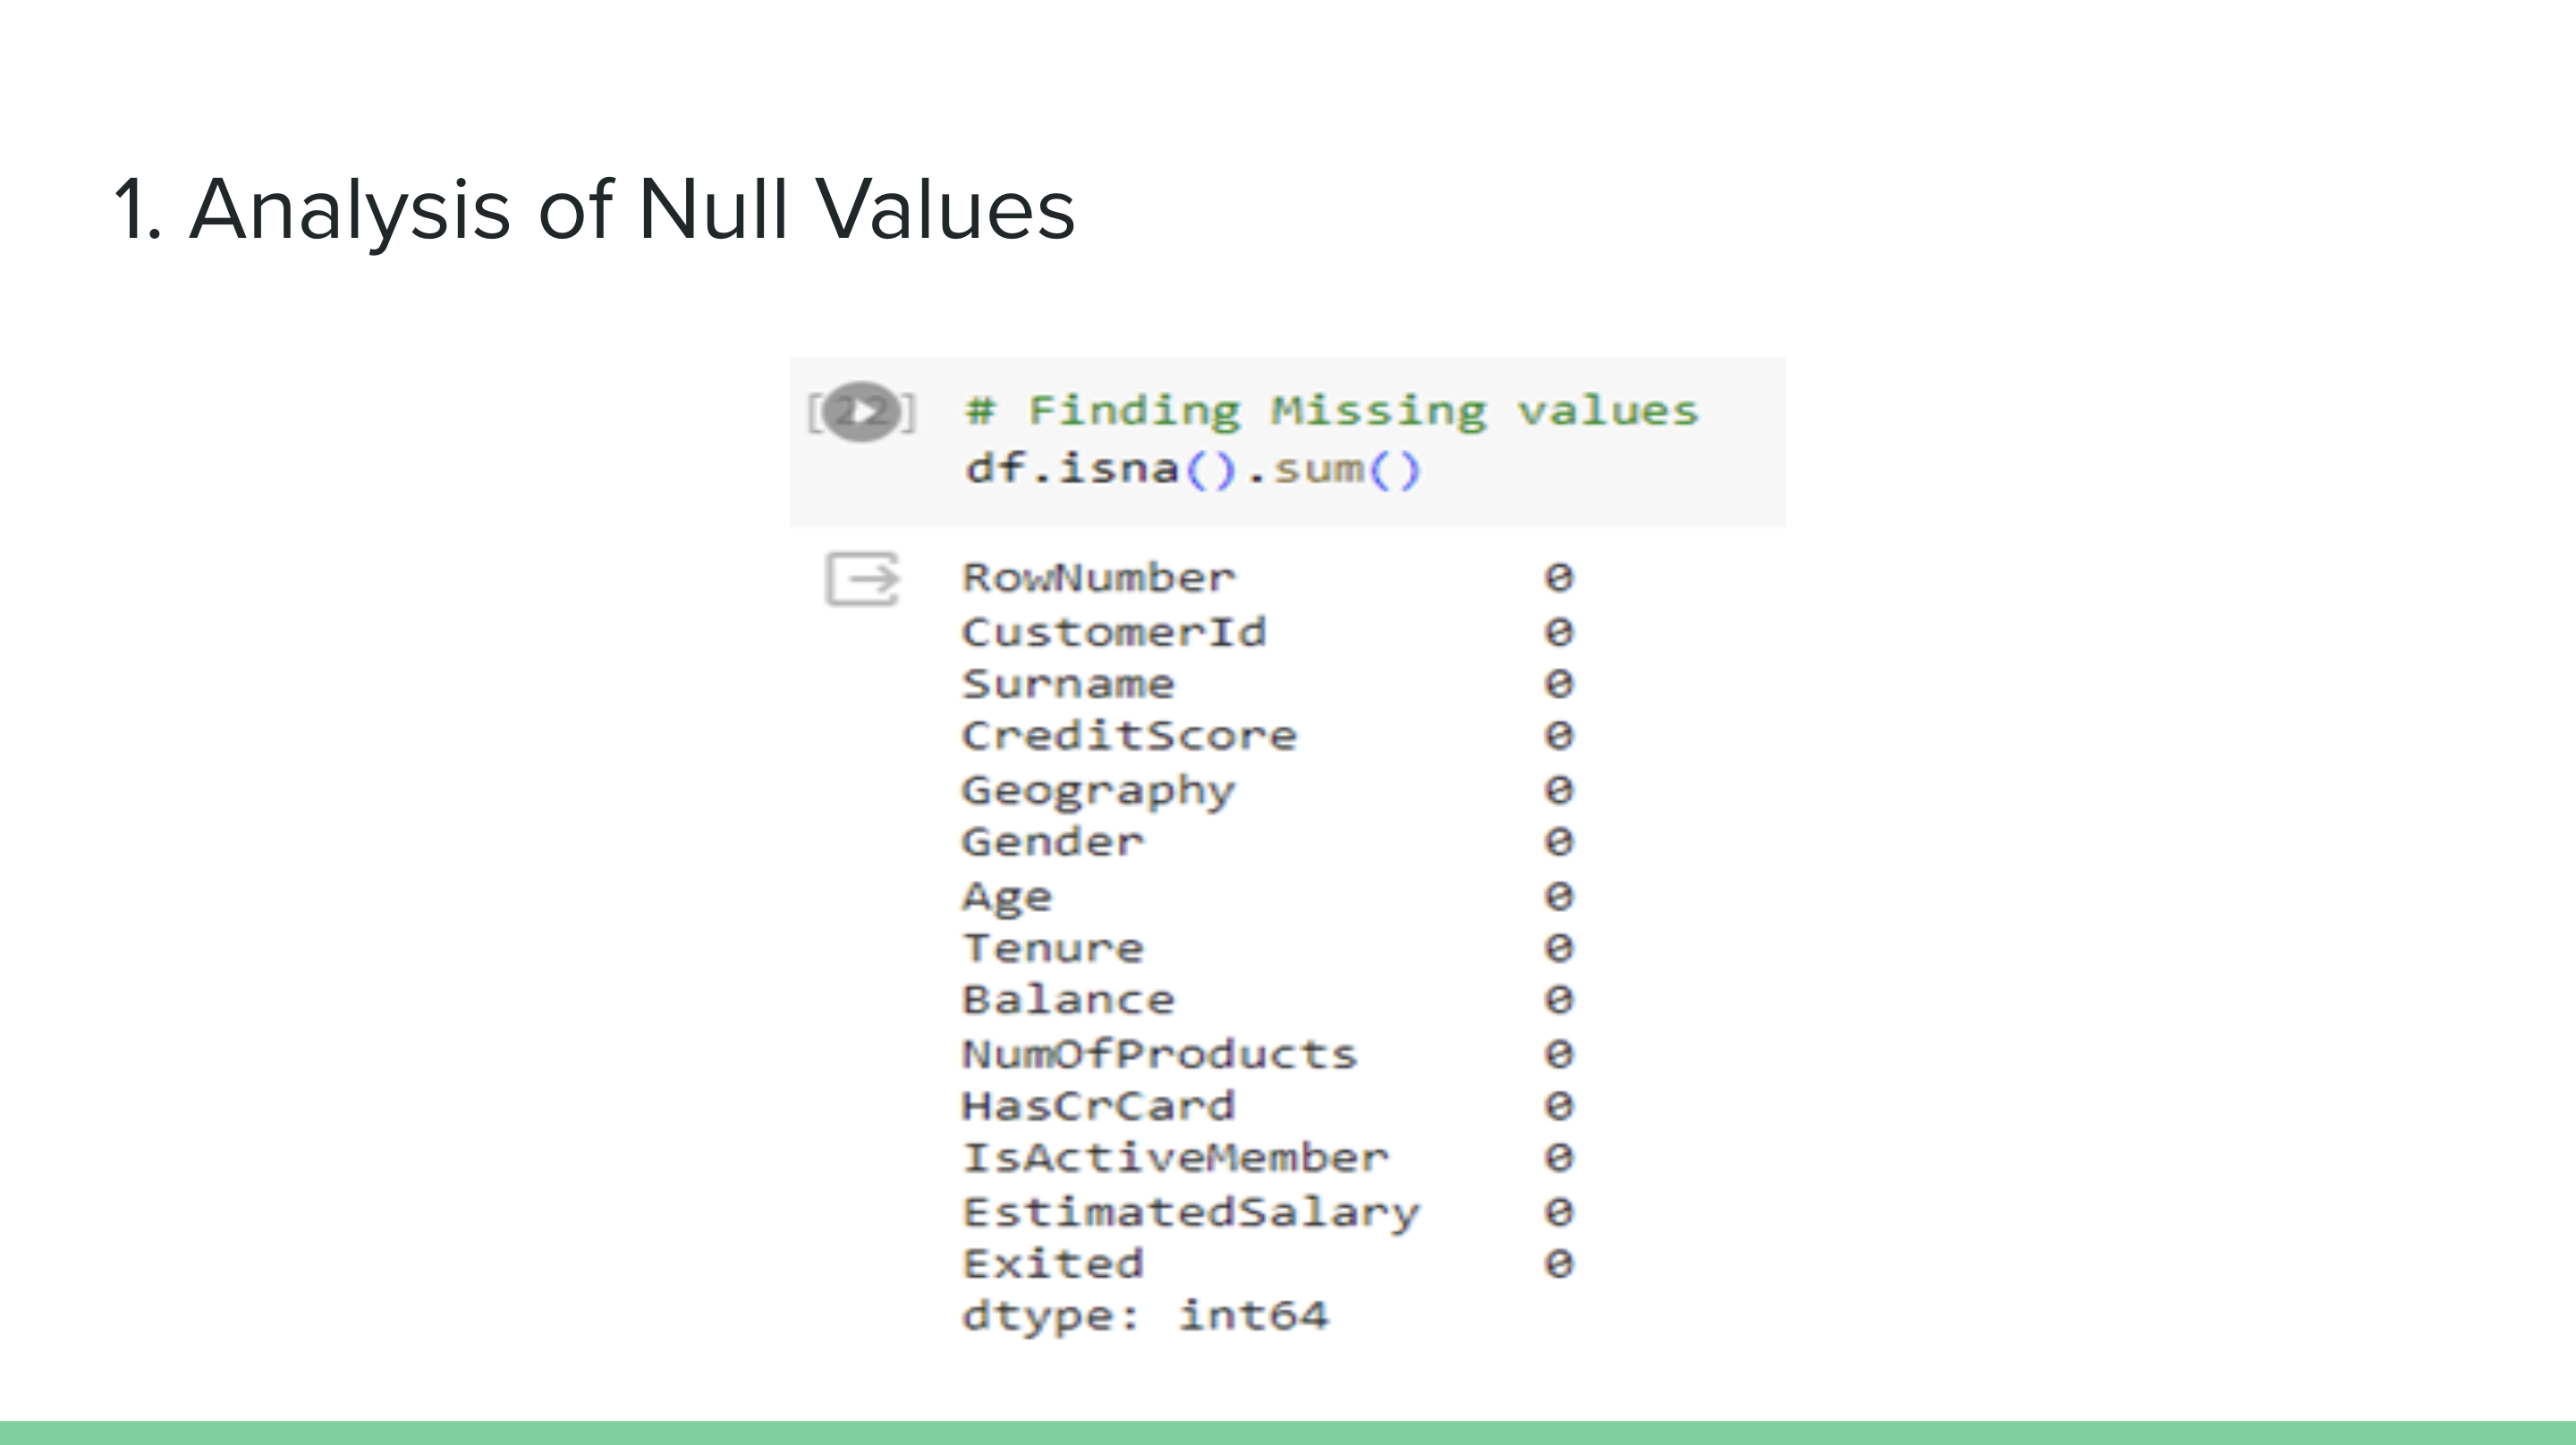 1. Analysis of Null Values
[22] # Finding Missing values
df.isna().sum()
RowNumber 0
CustomerId 0
Surname 0
CreditScore 0
Geography 0
Gender 0
Age 0
Tenure 0
Balance 0
NumOfProducts 0
HasCrCard 0
IsActiveMember 0
EstimatedSalary 0
Exited 0
dtype: int64